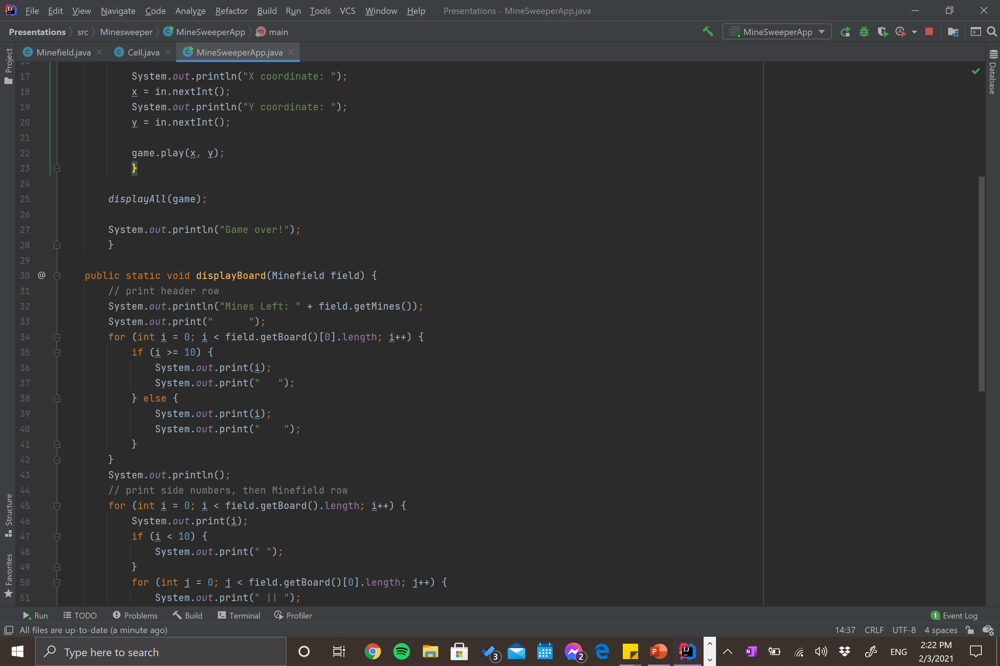 File Edit View Navigate Code Analyze Refactor Build Run Tools VCS Window Help Presentations - MineSweeperApp.java
Presentations src Minesweeper MineSweeperApp main MineSweeperApp
Minefield.java Cell.java MineSweeperApp.java
Project
Database
17 System.out.println("X coordinate: ");
18 x = in.nextInt();
19 System.out.println("Y coordinate: ");
20 y = in.nextInt();
21
22 game.play(x, y);
23 }
24
25 displayAll(game);
26
27 System.out.println("Game over!");
28 }
29
30 @ public static void displayBoard(Minefield field) {
31 // print header row
32 System.out.println("Mines Left: " + field.getMines());
33 System.out.print("      ");
34 for (int i = 0; i < field.getBoard()[0].length; i++) {
35 if (i >= 10) {
36 System.out.print(i);
37 System.out.print("   ");
38 } else {
39 System.out.print(i);
40 System.out.print("    ");
41 }
42 }
43 System.out.println();
44 // print side numbers, then Minefield row
45 for (int i = 0; i < field.getBoard().length; i++) {
46 System.out.print(i);
47 if (i < 10) {
48 System.out.print(" ");
49 }
50 for (int j = 0; j < field.getBoard()[0].length; j++) {
51 System.out.print(" || ");
Structure
Favorites
Run TODO Problems Build Terminal Profiler 1 Event Log
All files are up-to-date (a minute ago) 14:37 CRLF UTF-8 4 spaces
Type here to search 3 2 ENG 2:22 PM
2/3/2021